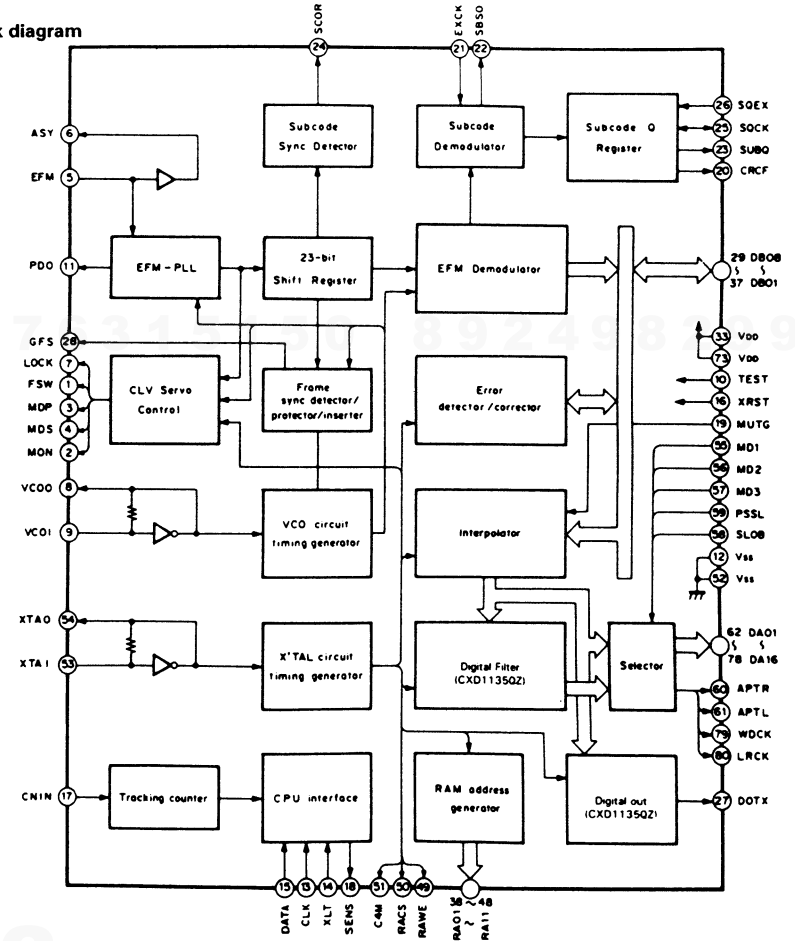 k diagram
SCOR
24
EXCK
21
SBSO
22
ASY
6
EFM
5
Subcode
Sync Detector
Subcode
Demodulator
Subcode Q
Register
26 SQEX
25 SQCK
23 SUBQ
20 CRCF
PDO
11
EFM-PLL
23-bit
Shift Register
EFM Demodulator
29 DB08
~ ~
37 DB01
76315150 892498299
GFS
28
LOCK
7
FSW
1
MDP
3
MDS
4
MON
2
CLV Servo
Control
Frame
sync detector/
protector/inserter
Error
detector/corrector
33 VDD
73 VDD
10 TEST
16 XRST
19 MUTG
55 MD1
56 MD2
57 MD3
59 PSSL
58 SLOB
12 Vss
52 Vss
VCOO
8
VCOI
9
VCO circuit
timing generator
Interpolator
XTAO
54
XTAI
53
X'TAL circuit
timing generator
Digital Filter
(CXD1135QZ)
Selector
62 DA01
~ ~
78 DA16
60 APTR
61 APTL
79 WDCK
80 LRCK
CNIN
17
Tracking counter
CPU interface
RAM address
generator
Digital out
(CXD1135QZ)
27 DOTX
15
DATA
13
CLK
14
XLT
18
SENS
51
C4M
50
RACS
49
RAWE
38 ~ 48
RA01 ~ RA11